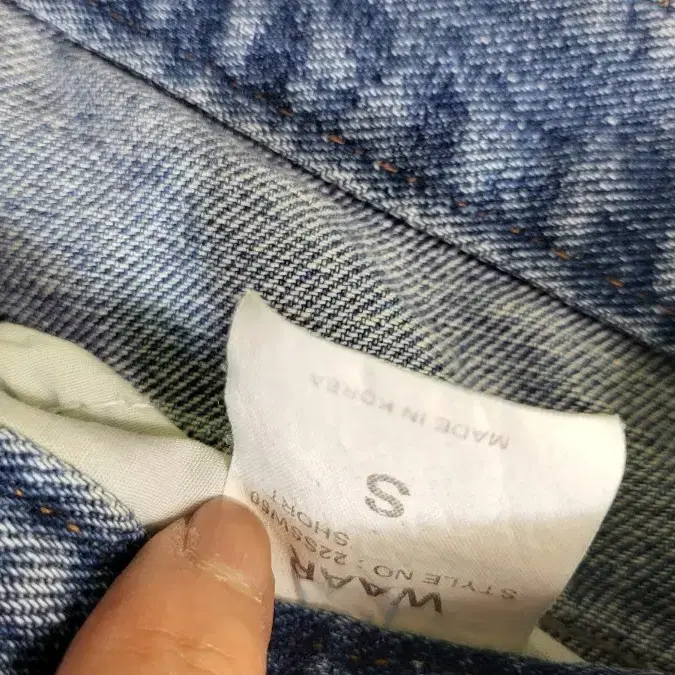 WAAR
STYLE NO : 22SSW60
SHORT
S
MADE IN KOREA